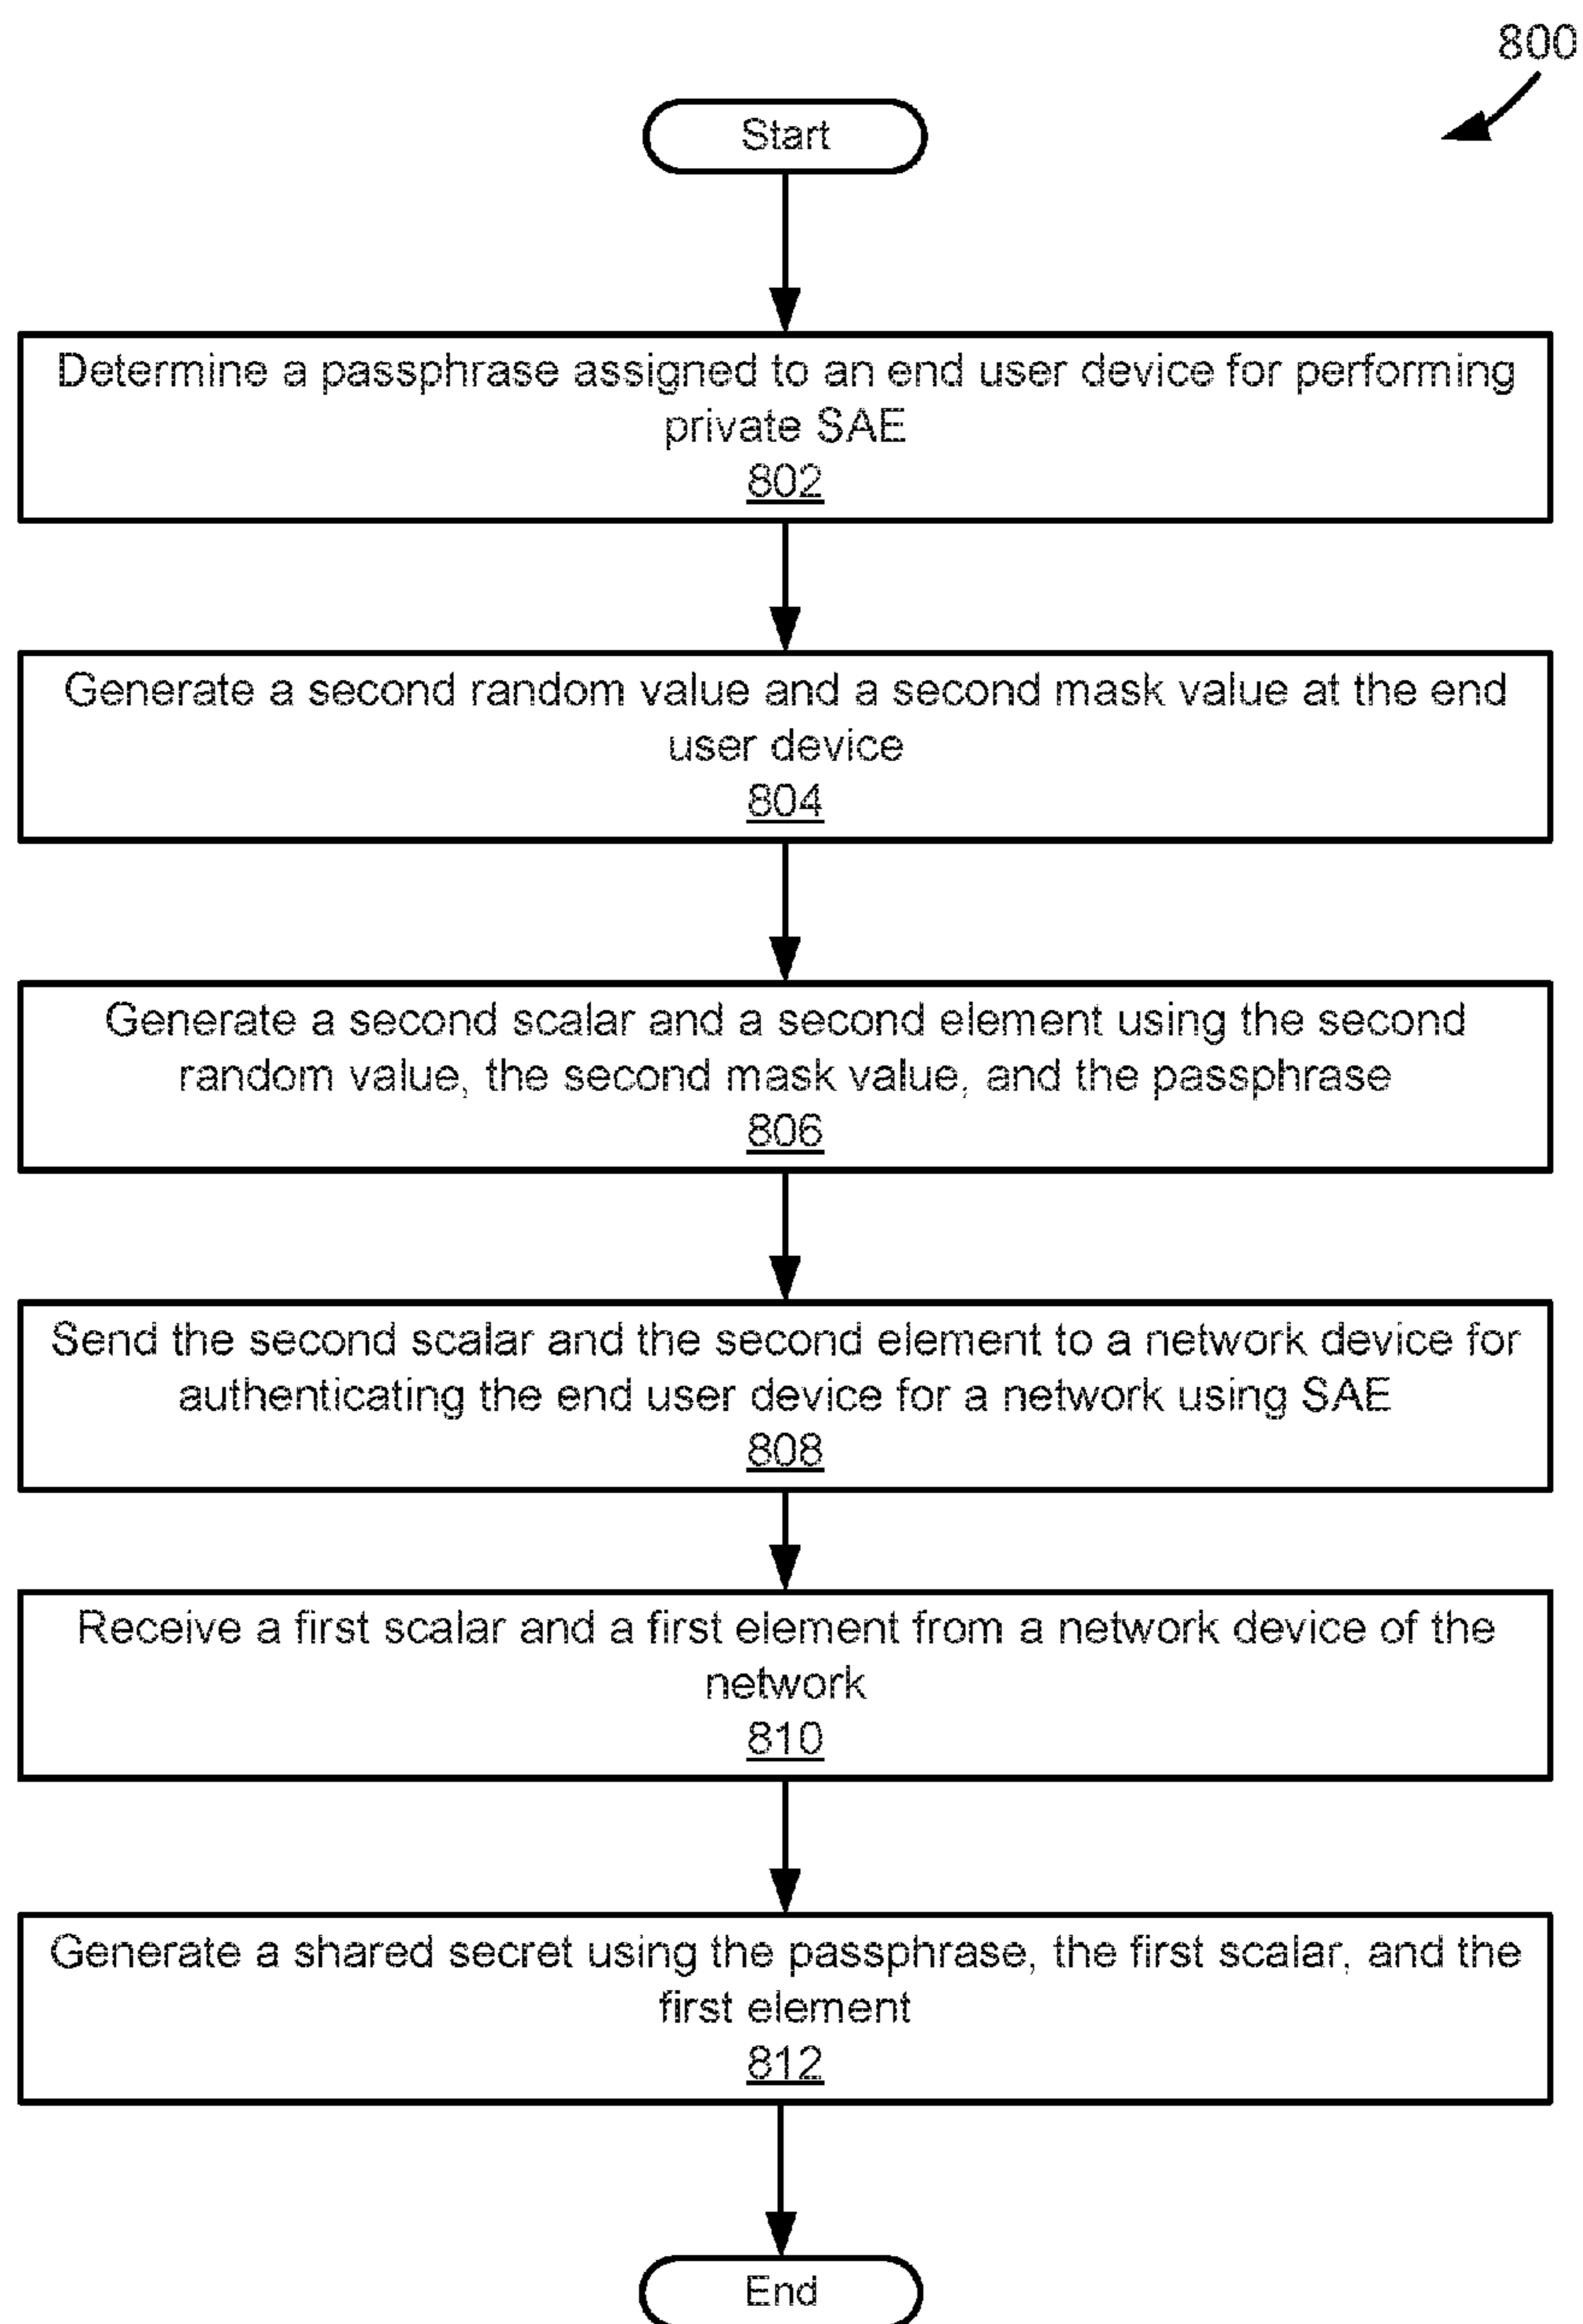 800
Start
Determine a passphrase assigned to an end user device for performing
private SAE
802
Generate a second random value and a second mask value at the end
user device
804
Generate a second scalar and a second element using the second
random value, the second mask value, and the passphrase
806
Send the second scalar and the second element to a network device for
authenticating the end user device for a network using SAE
808
Receive a first scalar and a first element from a network device of the
network
810
Generate a shared secret using the passphrase, the first scalar, and the
first element
812
End